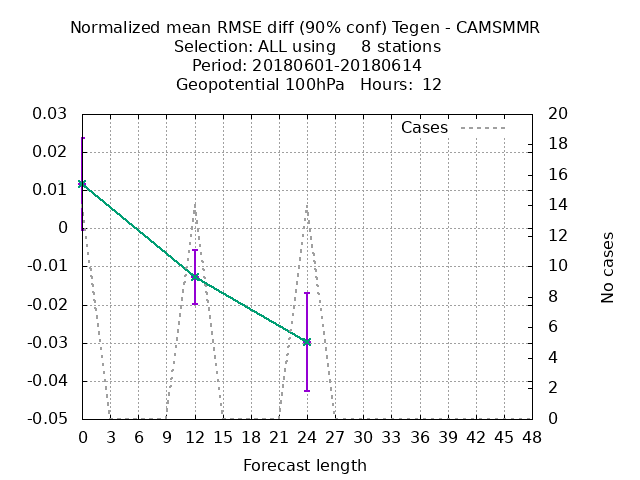 Normalized mean RMSE diff (90% conf) Tegen - CAMSMMR
Selection: ALL using     8 stations
Period: 20180601-20180614
Geopotential 100hPa   Hours:  12
Cases
0.03
0.02
0.01
0
-0.01
-0.02
-0.03
-0.04
-0.05
20
18
16
14
12
10
8
6
4
2
0
No cases
0 3 6 9 12 15 18 21 24 27 30 33 36 39 42 45 48
Forecast length